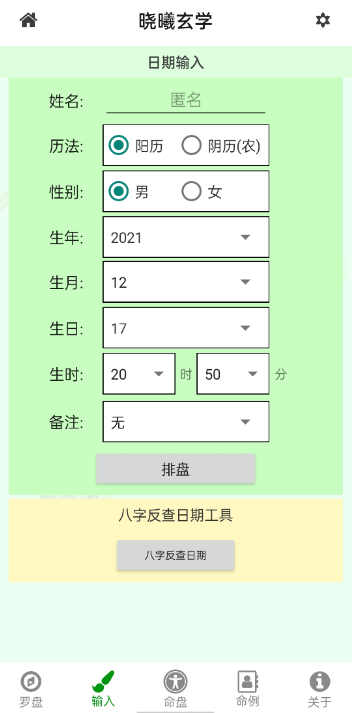 晓曦玄学
日期输入
姓名: 匿名
历法: 阳历 阴历(农)
性别: 男 女
生年: 2021
生月: 12
生日: 17
生时: 20 时 50 分
备注: 无
排盘
八字反查日期工具
八字反查日期
罗盘 输入 命盘 命例 关于